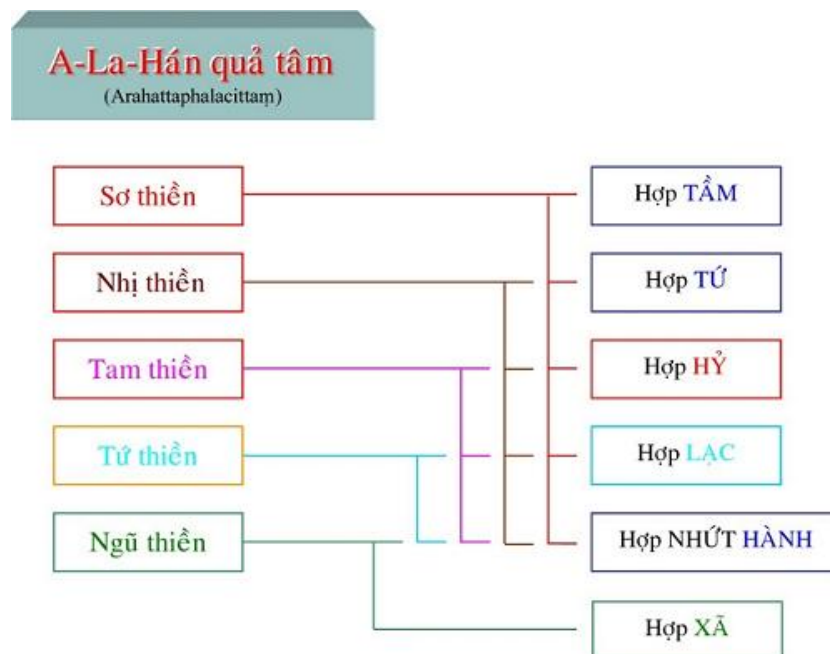 A-La-Hán quả tâm
(Arahattaphalacittaṃ)
Sơ thiền
Hợp TẦM
Nhị thiền
Hợp TỨ
Tam thiền
Hợp HỶ
Tứ thiền
Hợp LẠC
Ngũ thiền
Hợp NHỨT HÀNH
Hợp XÃ